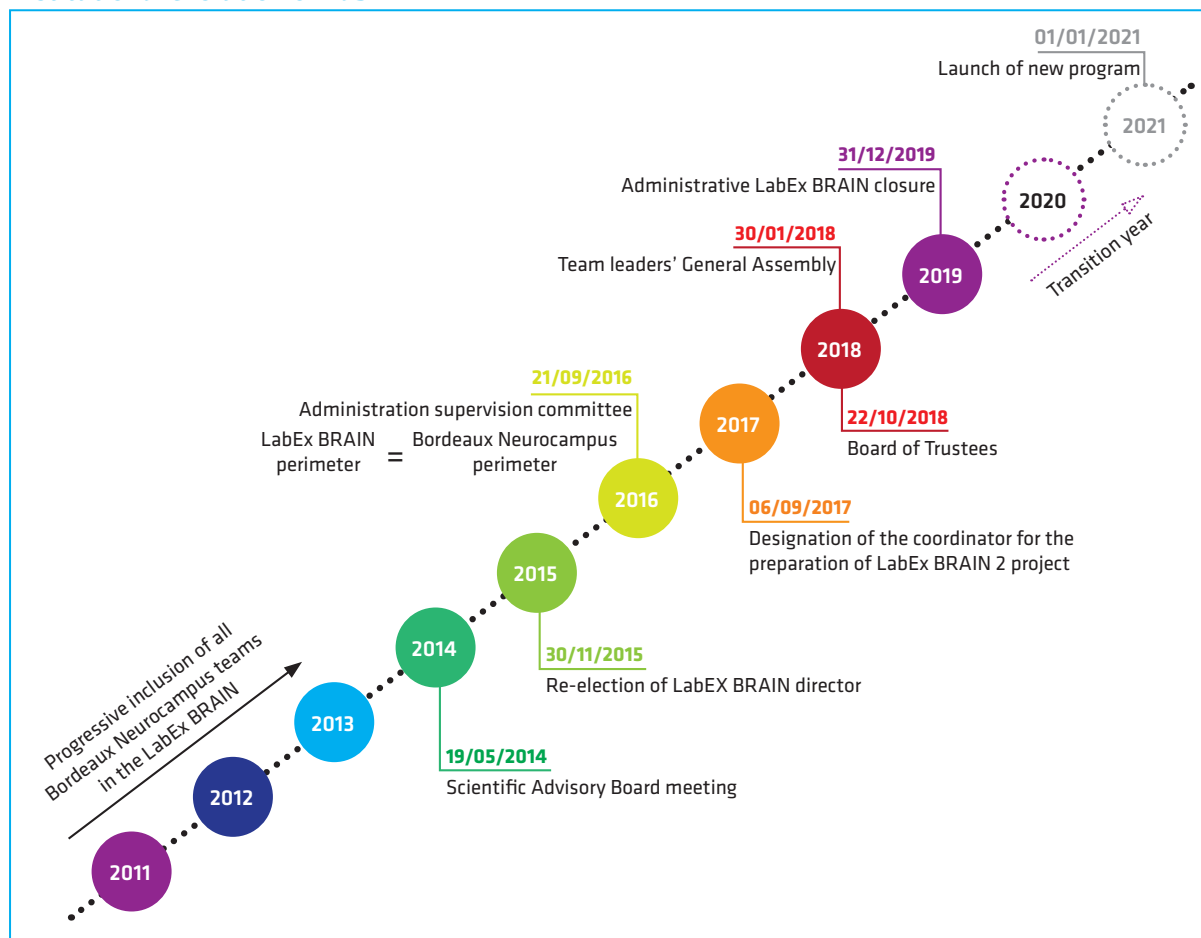 01/01/2021
Launch of new program
2021
31/12/2019
Administrative LabEx BRAIN closure
2020
Transition year
30/01/2018
Team leaders’ General Assembly
2019
2018
21/09/2016
Administration supervision committee
LabEx BRAIN
perimeter
=
Bordeaux Neurocampus
perimeter
2017
22/10/2018
Board of Trustees
2016
06/09/2017
Designation of the coordinator for the
preparation of LabEx BRAIN 2 project
2015
2014
30/11/2015
Re-election of LabEX BRAIN director
Progressive inclusion of all
Bordeaux Neurocampus teams
in the LabEx BRAIN
2013
19/05/2014
Scientific Advisory Board meeting
2012
2011